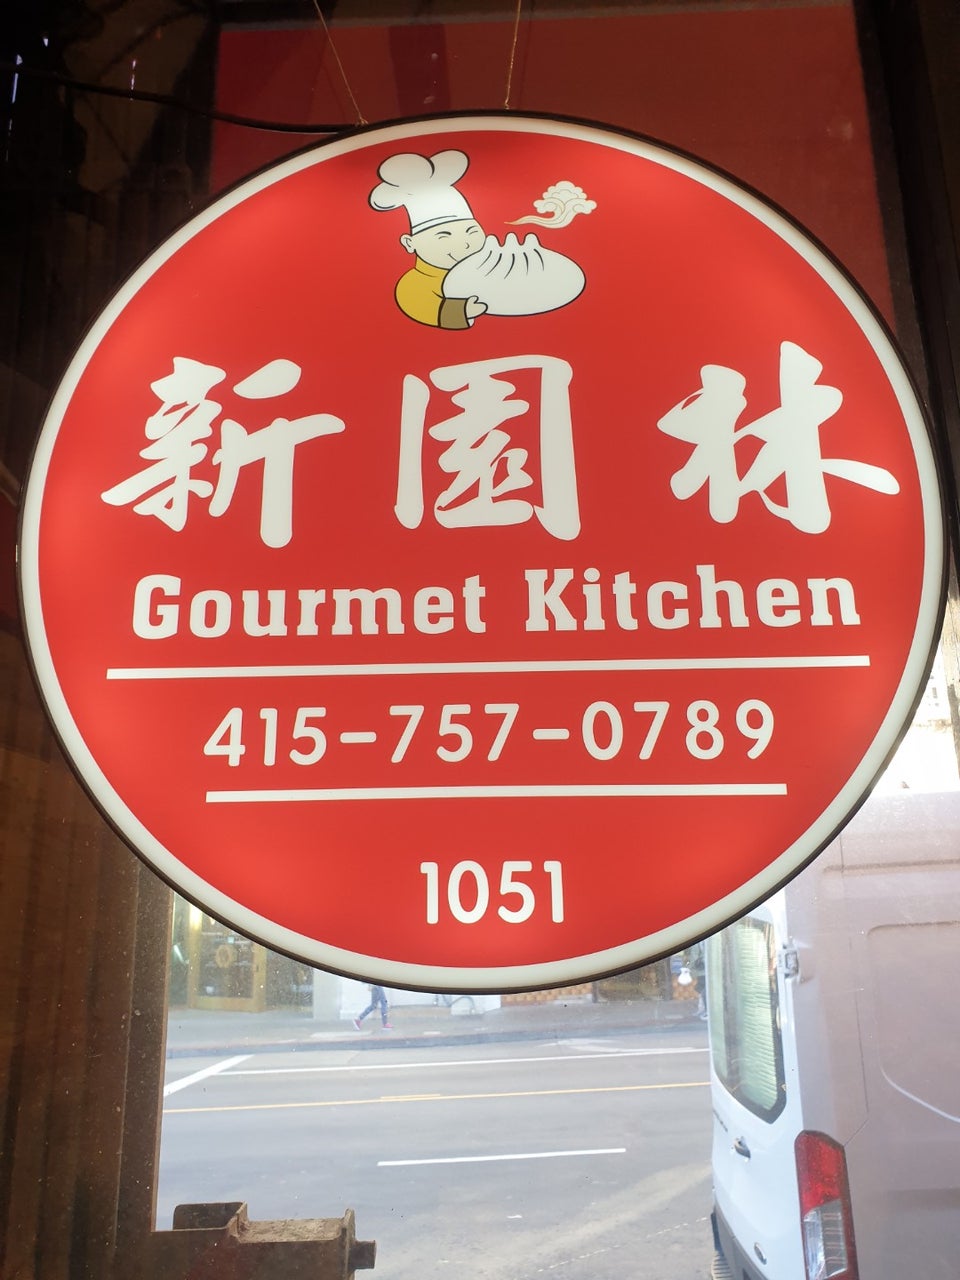 新園林
Gourmet Kitchen
415-757-0789
1051